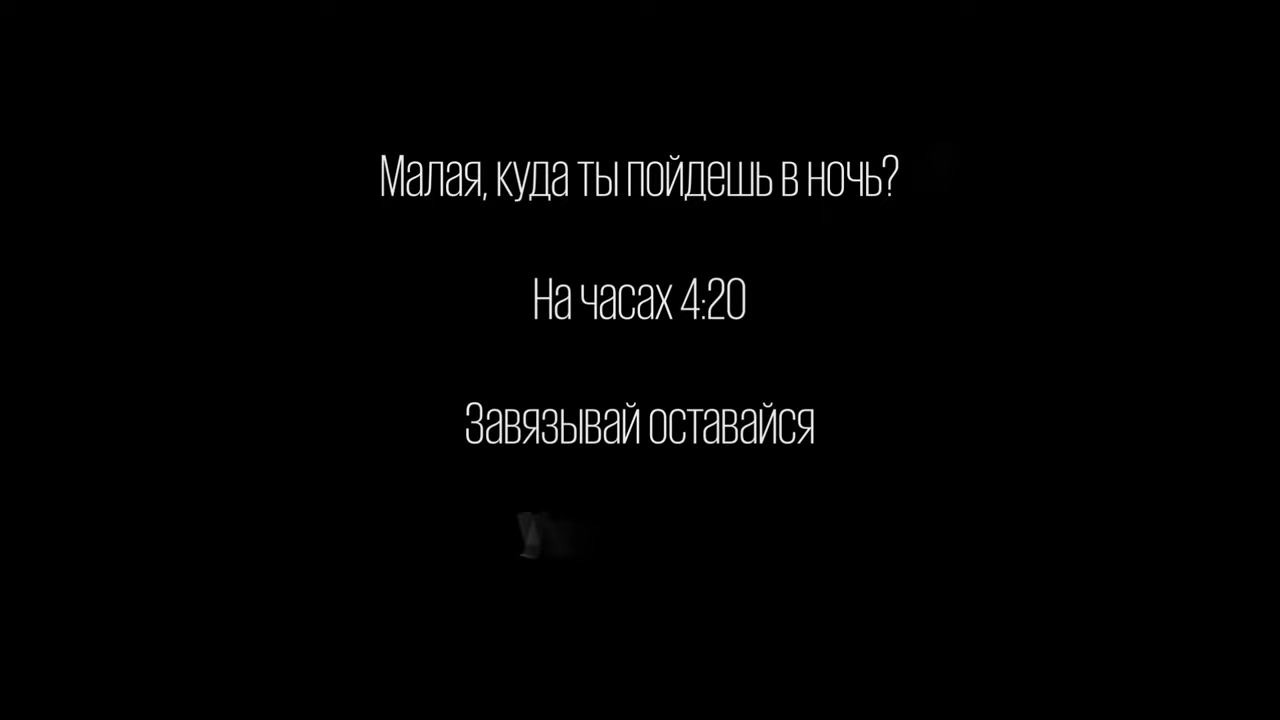 Малая, куда ты пойдешь в ночь?
На часах 4:20
Завязывай оставайся